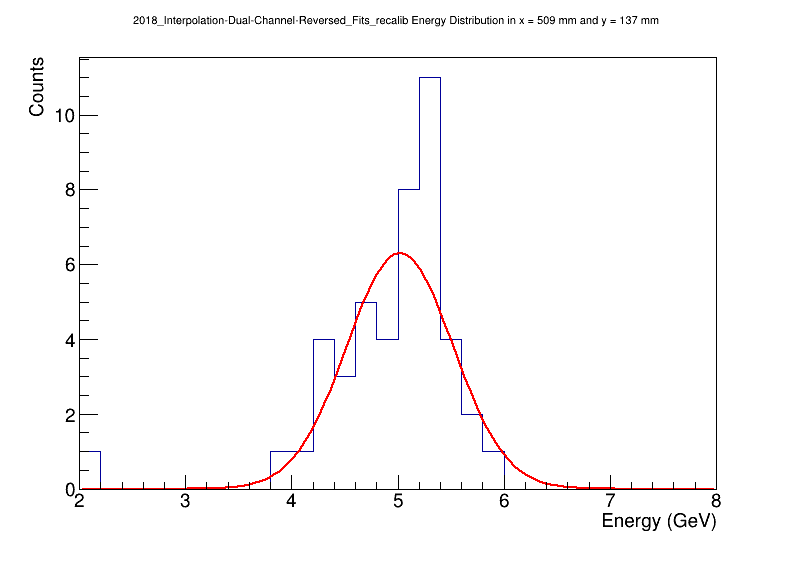 2018_Interpolation-Dual-Channel-Reversed_Fits_recalib Energy Distribution in x = 509 mm and y = 137 mm
Counts
10
8
6
4
2
0
2 3 4 5 6 7 8
Energy (GeV)